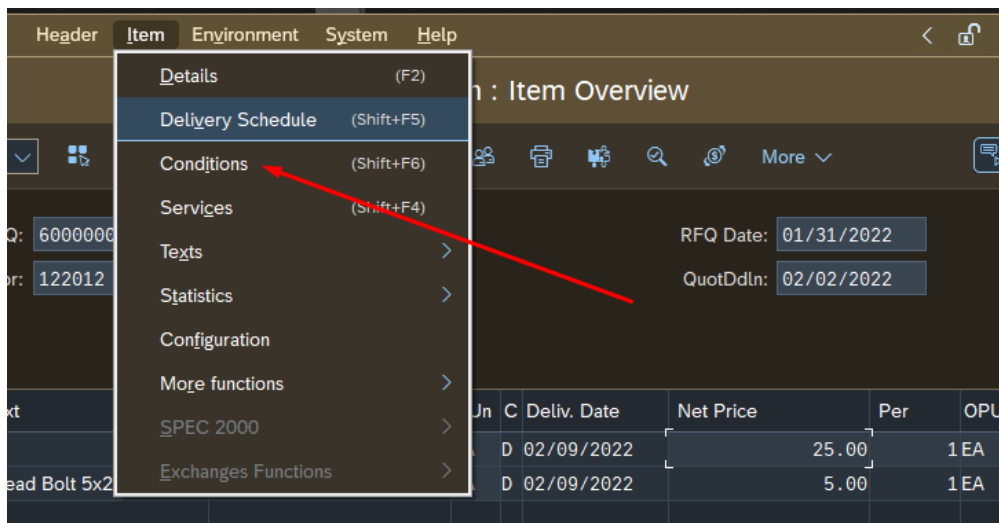 Header Item Environment System Help
: Item Overview
Details (F2)
Delivery Schedule (Shift+F5)
Conditions (Shift+F6)
More
Services (Shift+F4)
Q: 6000000 RFQ Date: 01/31/2022
Texts
or: 122012 QuotDdln: 02/02/2022
Statistics
Configuration
More functions
xt Un C Deliv. Date Net Price Per OPU
SPEC 2000
D 02/09/2022 25.00 1 EA
Exchanges Functions
ead Bolt 5x2 D 02/09/2022 5.00 1 EA